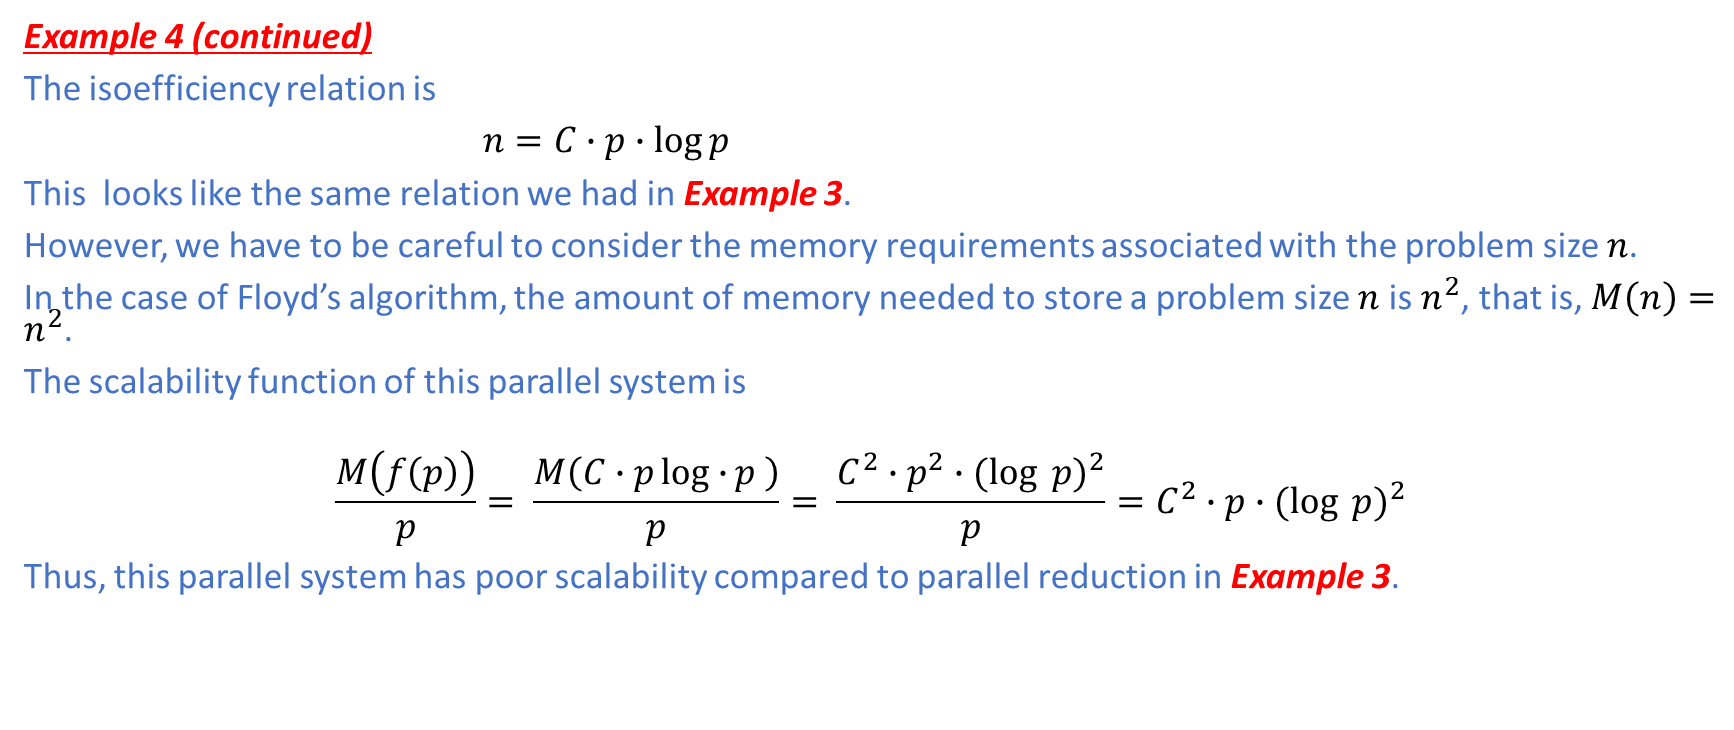 Example 4 (continued)
The isoefficiency relation is
n = C · p · log p
This looks like the same relation we had in Example 3.
However, we have to be careful to consider the memory requirements associated with the problem size n.
In the case of Floyd’s algorithm, the amount of memory needed to store a problem size n is n², that is, M(n) =
n².
The scalability function of this parallel system is
M(f(p))/p = M(C · p log · p )/p = C² · p² · (log p)²/p = C² · p · (log p)²
Thus, this parallel system has poor scalability compared to parallel reduction in Example 3.